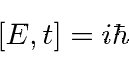 [E, t] = iℏ